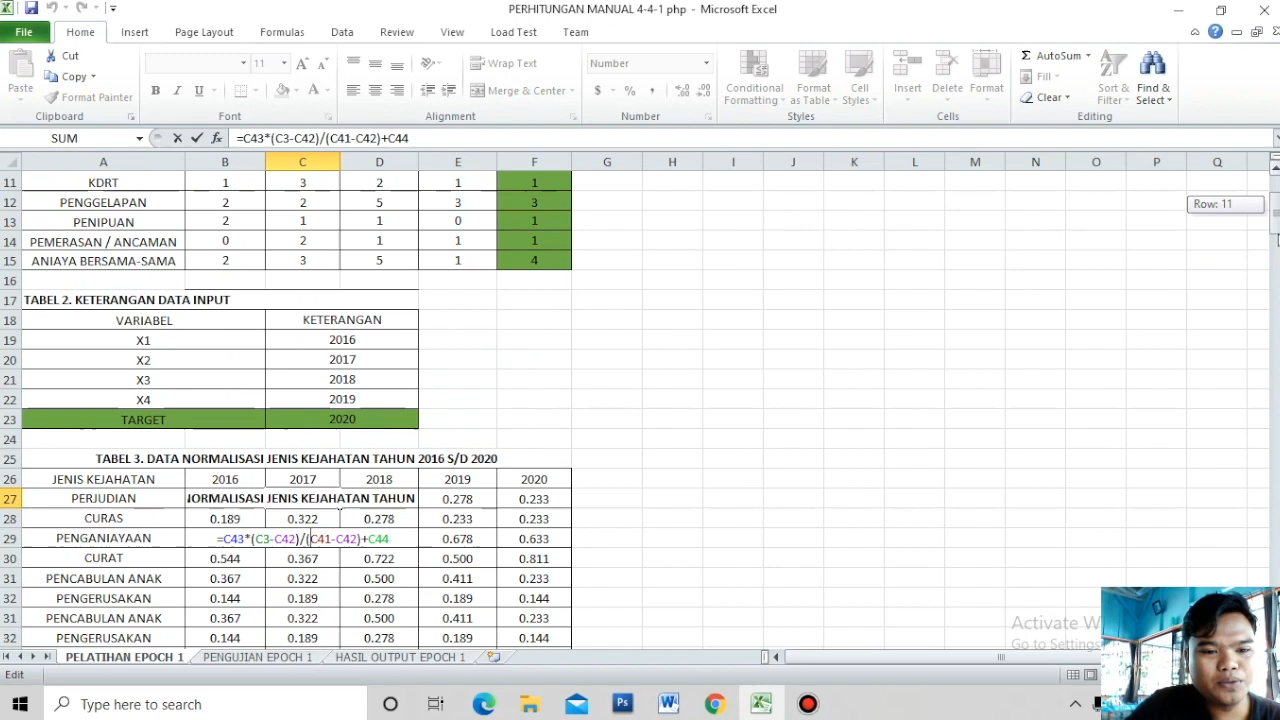 PERHITUNGAN MANUAL 4-4-1 php - Microsoft Excel
File Home Insert Page Layout Formulas Data Review View Load Test Team
Paste Cut Copy Format Painter
Clipboard
11
B I U
Font
Wrap Text
Merge & Center
Alignment
Number
$ % ,
Number
Conditional Formatting Format as Table Cell Styles
Styles
Insert Delete Format
Cells
AutoSum Fill Clear Sort & Filter Find & Select
Editing
SUM =C43*(C3-C42)/(C41-C42)+C44
A B C D E F G H I J K L M N O P Q
11 KDRT 1 3 2 1 1
Row: 11
12 PENGGELAPAN 2 2 5 3 3
13 PENIPUAN 2 1 1 0 1
14 PEMERASAN / ANCAMAN 0 2 1 1 1
15 ANIAYA BERSAMA-SAMA 2 3 5 1 4
16
17 TABEL 2. KETERANGAN DATA INPUT
18 VARIABEL KETERANGAN
19 X1 2016
20 X2 2017
21 X3 2018
22 X4 2019
23 TARGET 2020
24
25 TABEL 3. DATA NORMALISASI JENIS KEJAHATAN TAHUN 2016 S/D 2020
26 JENIS KEJAHATAN 2016 2017 2018 2019 2020
27 PERJUDIAN NORMALISASI JENIS KEJAHATAN TAHUN 0.278 0.233
28 CURAS 0.189 0.322 0.278 0.233 0.233
29 PENGANIAYAAN =C43*(C3-C42)/(C41-C42)+C44 0.678 0.633
30 CURAT 0.544 0.367 0.722 0.500 0.811
31 PENCABULAN ANAK 0.367 0.322 0.500 0.411 0.233
32 PENGERUSAKAN 0.144 0.189 0.278 0.189 0.144
31 PENCABULAN ANAK 0.367 0.322 0.500 0.411 0.233
32 PENGERUSAKAN 0.144 0.189 0.278 0.189 0.144
Activate W
Go to Settings
PELATIHAN EPOCH 1 PENGUJIAN EPOCH 1 HASIL OUTPUT EPOCH 1
Edit
Type here to search